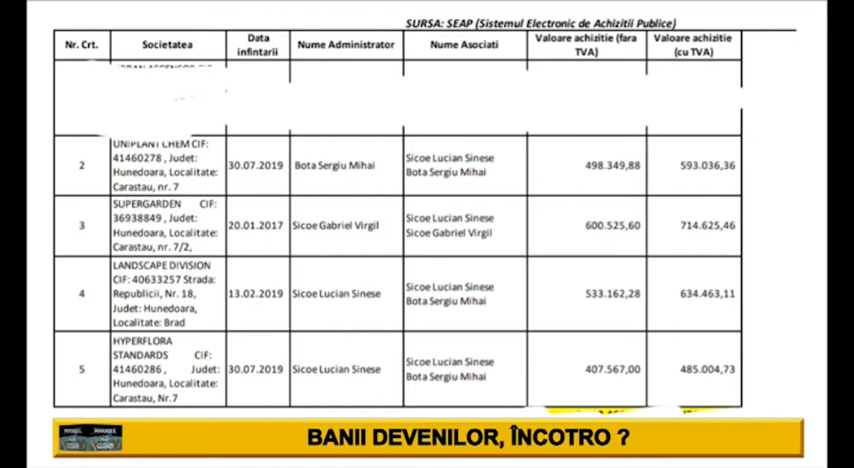 SURSA: SEAP (Sistemul Electronic de Achizitii Publice)
Nr. Crt. Societatea Data infintarii Nume Administrator Nume Asociati Valoare achizitie (fara TVA) Valoare achizitie (cu TVA)
2
UNIPLANT CHEM CIF:
41460278 , Judet:
Hunedoara, Localitate:
Carastau, nr. 7
30.07.2019
Bota Sergiu Mihai
Sicoe Lucian Sinese
Bota Sergiu Mihai
498.349,88
593.036,36
3
SUPERGARDEN CIF:
36938849 , Judet:
Hunedoara, Localitate:
Carastau, nr. 7/2,
20.01.2017
Sicoe Gabriel Virgil
Sicoe Lucian Sinese
Sicoe Gabriel Virgil
600.525,60
714.625,46
4
LANDSCAPE DIVISION
CIF: 40633257 Strada:
Republicii, Nr. 18,
Judet: Hunedoara,
Localitate: Brad
13.02.2019
Sicoe Lucian Sinese
Sicoe Lucian Sinese
Bota Sergiu Mihai
533.162,28
634.463,11
5
HYPERFLORA
STANDARDS CIF:
41460286 , Judet:
Hunedoara, Localitate:
Carastau, Nr.7
30.07.2019
Sicoe Lucian Sinese
Sicoe Lucian Sinese
Bota Sergiu Mihai
407.567,00
485.004,73
BANII DEVENILOR, ÎNCOTRO ?